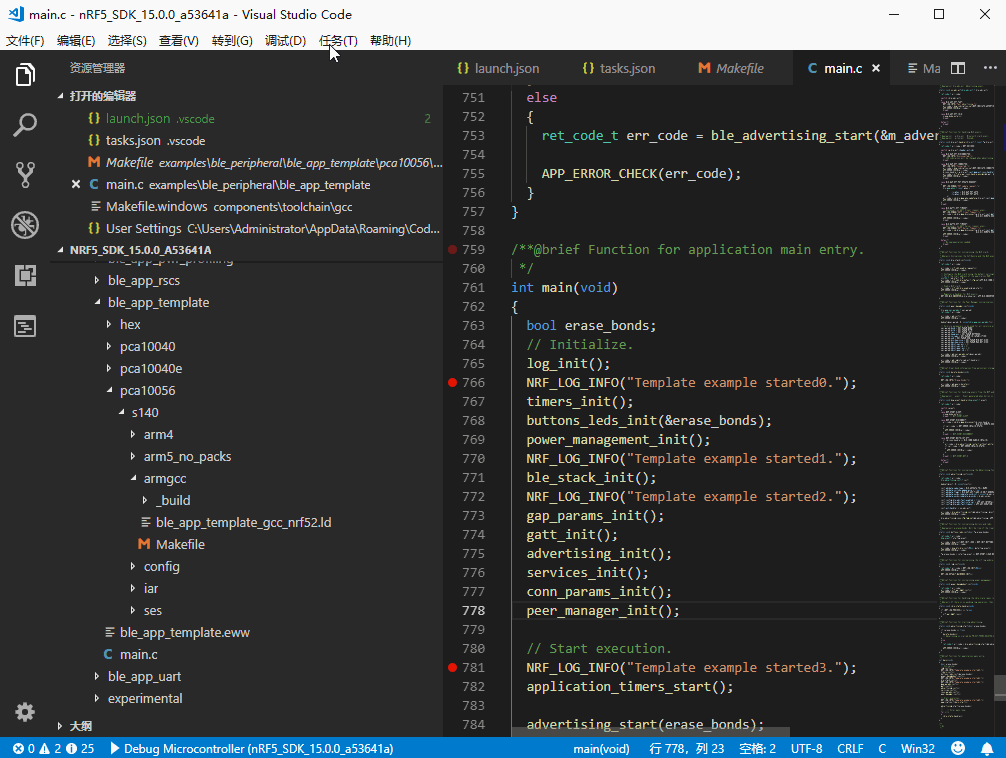 main.c - nRF5_SDK_15.0.0_a53641a - Visual Studio Code
文件(F) 编辑(E) 选择(S) 查看(V) 转到(G) 调试(D) 任务(T) 帮助(H)
资源管理器
打开的编辑器
{} launch.json .vscode 2
{} tasks.json .vscode
M Makefile examples\ble_peripheral\ble_app_template\pca10056\...
C main.c examples\ble_peripheral\ble_app_template
Makefile.windows components\toolchain\gcc
{} User Settings C:\Users\Administrator\AppData\Roaming\Cod...
NRF5_SDK_15.0.0_A53641A
ble_app_pwr_profiling
ble_app_rscs
ble_app_template
hex
pca10040
pca10040e
pca10056
s140
arm4
arm5_no_packs
armgcc
_build
ble_app_template_gcc_nrf52.ld
M Makefile
config
iar
ses
ble_app_template.eww
C main.c
ble_app_uart
experimental
大纲
{} launch.json {} tasks.json M Makefile C main.c Ma
751 else
752 {
753 ret_code_t err_code = ble_advertising_start(&m_adver
754
755 APP_ERROR_CHECK(err_code);
756 }
757 }
758
759 /**@brief Function for application main entry.
760 */
761 int main(void)
762 {
763 bool erase_bonds;
764 // Initialize.
765 log_init();
766 NRF_LOG_INFO("Template example started0.");
767 timers_init();
768 buttons_leds_init(&erase_bonds);
769 power_management_init();
770 NRF_LOG_INFO("Template example started1.");
771 ble_stack_init();
772 NRF_LOG_INFO("Template example started2.");
773 gap_params_init();
774 gatt_init();
775 advertising_init();
776 services_init();
777 conn_params_init();
778 peer_manager_init();
779
780 // Start execution.
781 NRF_LOG_INFO("Template example started3.");
782 application_timers_start();
783
784 advertising_start(erase_bonds);
0 2 25 Debug Microcontroller (nRF5_SDK_15.0.0_a53641a) main(void) 行 778，列 23 空格: 2 UTF-8 CRLF C Win32